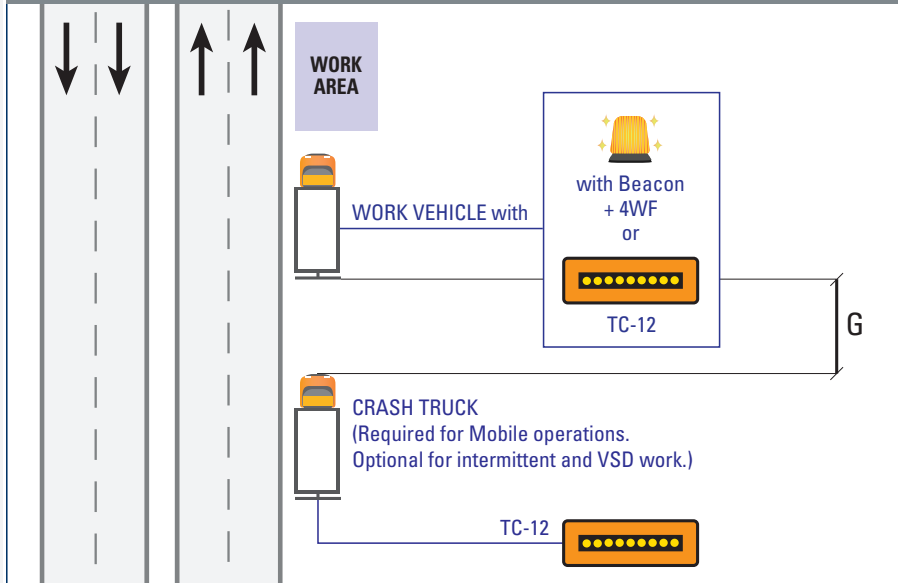 WORK
AREA
WORK VEHICLE with
with Beacon
+ 4WF
or
TC-12
G
CRASH TRUCK
(Required for Mobile operations.
Optional for intermittent and VSD work.)
TC-12